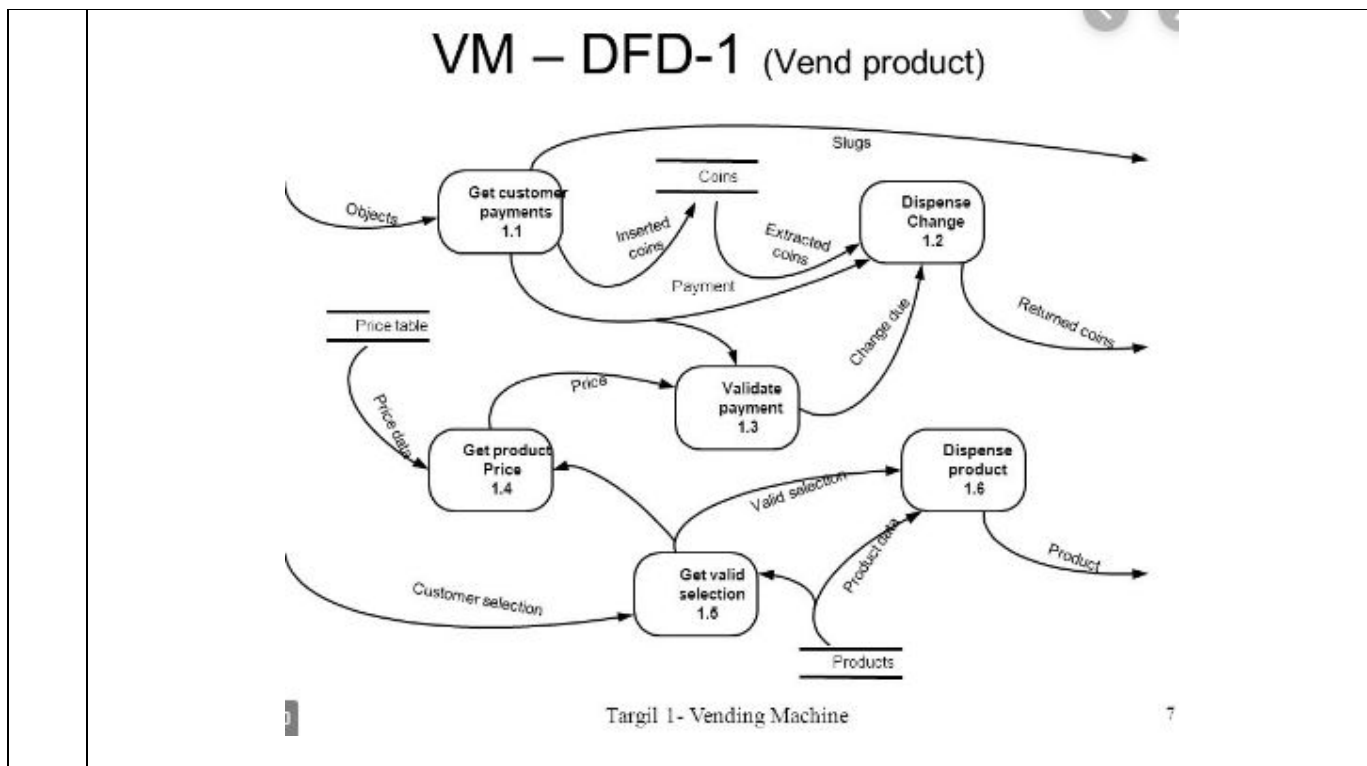 VM – DFD-1 (Vend product)
Slugs
Objects
Get customer
payments
1.1
Coins
Inserted
coins
Extracted
coins
Dispense
Change
1.2
Payment
Returned coins
Price table
Price data
Price
Validate
payment
1.3
Change due
Get product
Price
1.4
Valid selection
Dispense
product
1.6
Customer selection
Get valid
selection
1.5
Product data
Product
Products
Targil 1- Vending Machine
7